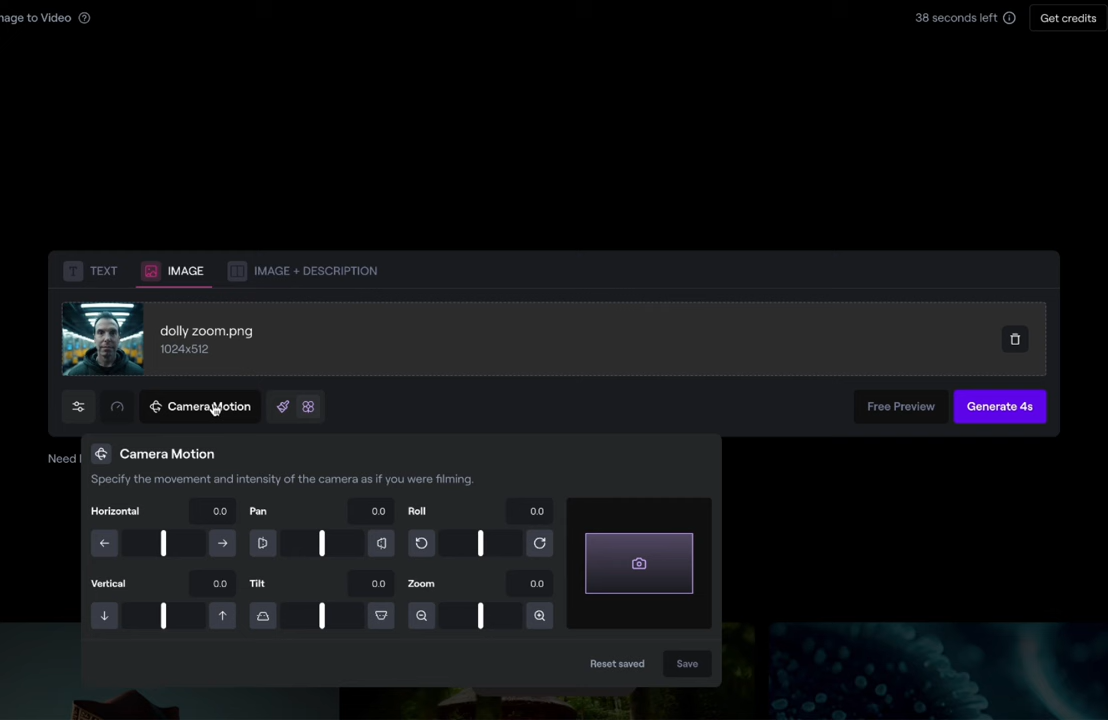 mage to Video
38 seconds left
Get credits
TEXT
IMAGE
IMAGE + DESCRIPTION
dolly zoom.png
1024x512
Camera Motion
Free Preview
Generate 4s
Need
Camera Motion
Specify the movement and intensity of the camera as if you were filming.
Horizontal 0.0 Pan 0.0 Roll 0.0
Vertical 0.0 Tilt 0.0 Zoom 0.0
Reset saved
Save